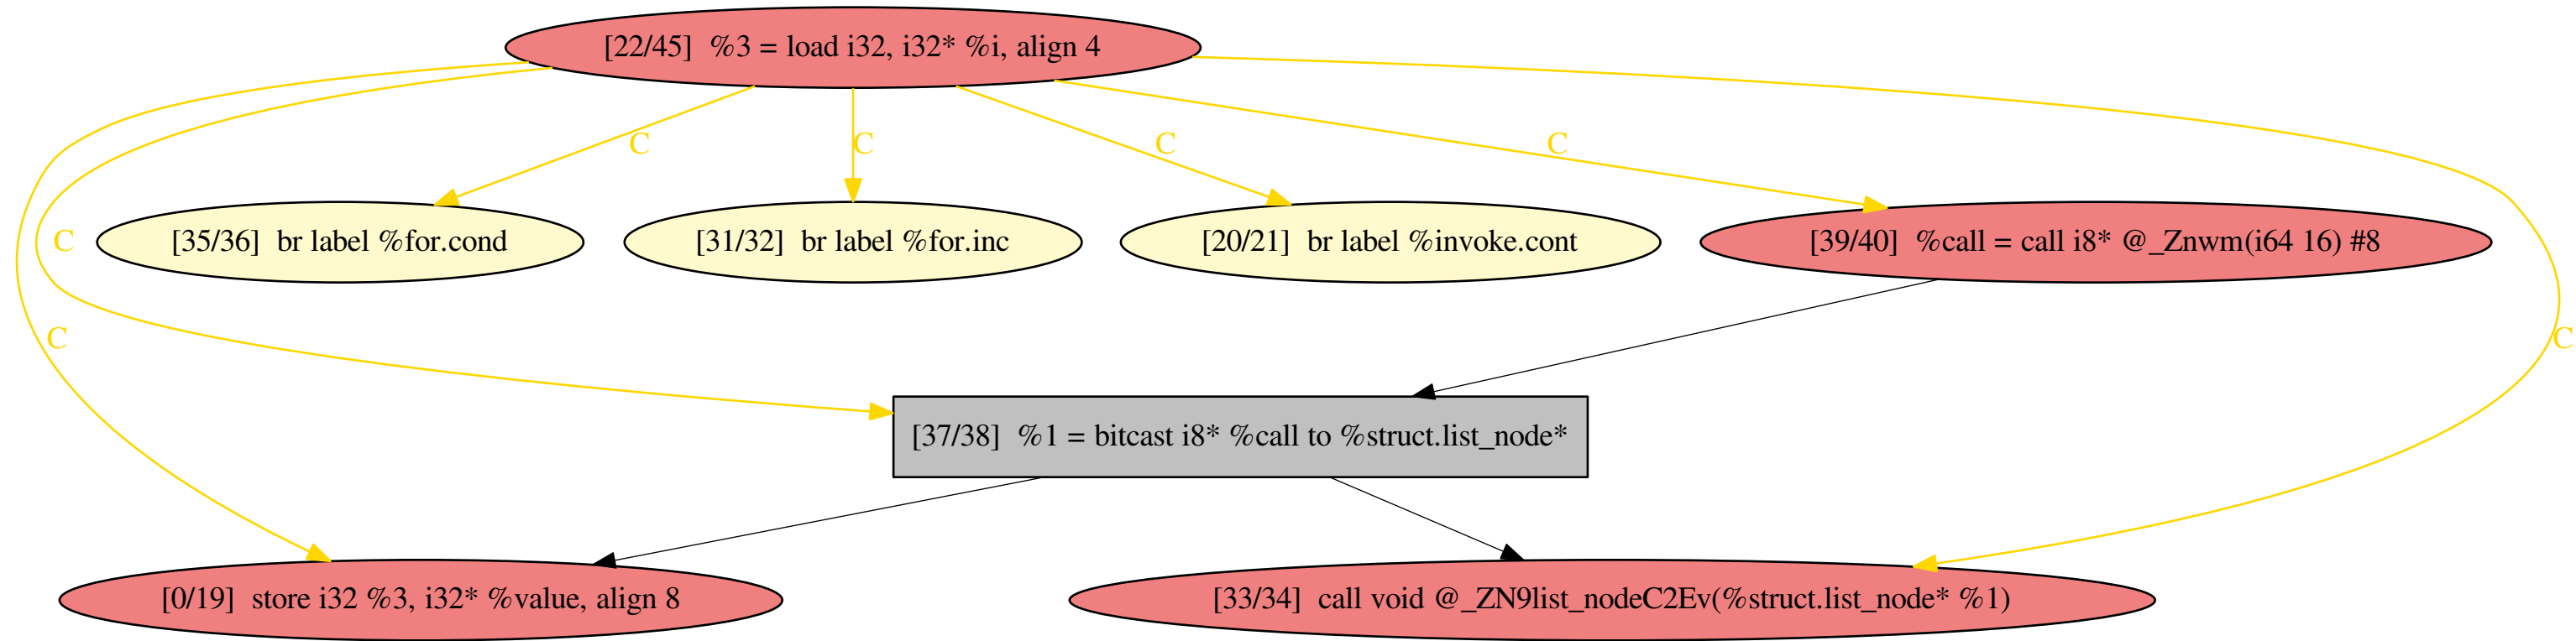 [22/45]  %3 = load i32, i32* %i, align 4
C
C
C
C
[35/36]  br label %for.cond
[31/32]  br label %for.inc
[20/21]  br label %invoke.cont
[39/40]  %call = call i8* @_Znwm(i64 16) #8
C
C
C
[37/38]  %1 = bitcast i8* %call to %struct.list_node*
[0/19]  store i32 %3, i32* %value, align 8
[33/34]  call void @_ZN9list_nodeC2Ev(%struct.list_node* %1)